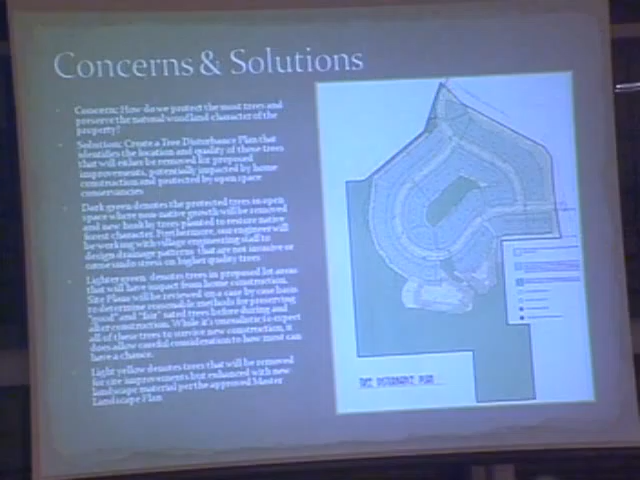 Concerns & Solutions
Concern: How do we protect the most trees and
preserve the natural woodland character of the
property?
Solution: Create a Tree Disturbance Plan that
identifies the location and quality of those trees
that will either be removed for proposed
improvements, potentially impacted by home
construction and protected by open space
conservancies
Dark green denotes the protected trees in open
space where non-native growth will be removed
and new healthy trees planted to restore native
forest character. Furthermore, our engineer will
be working with village engineering staff to
design drainage patterns that are not invasive or
cause undo stress on higher quality trees
Lighter green, denotes trees in proposed lot areas
that will have impact from home construction.
Site Plans will be reviewed on a case by case basis
to determine reasonable methods for preserving
"good" and "fair" rated trees before during and
after construction. While it's unrealistic to expect
all of these trees to survive new construction, it
does allow careful consideration to how most can
have a chance.
Light yellow denotes trees that will be removed
for site improvements but enhanced with new
landscape material per the approved Master
Landscape Plan
TREE DISTURBANCE PLAN